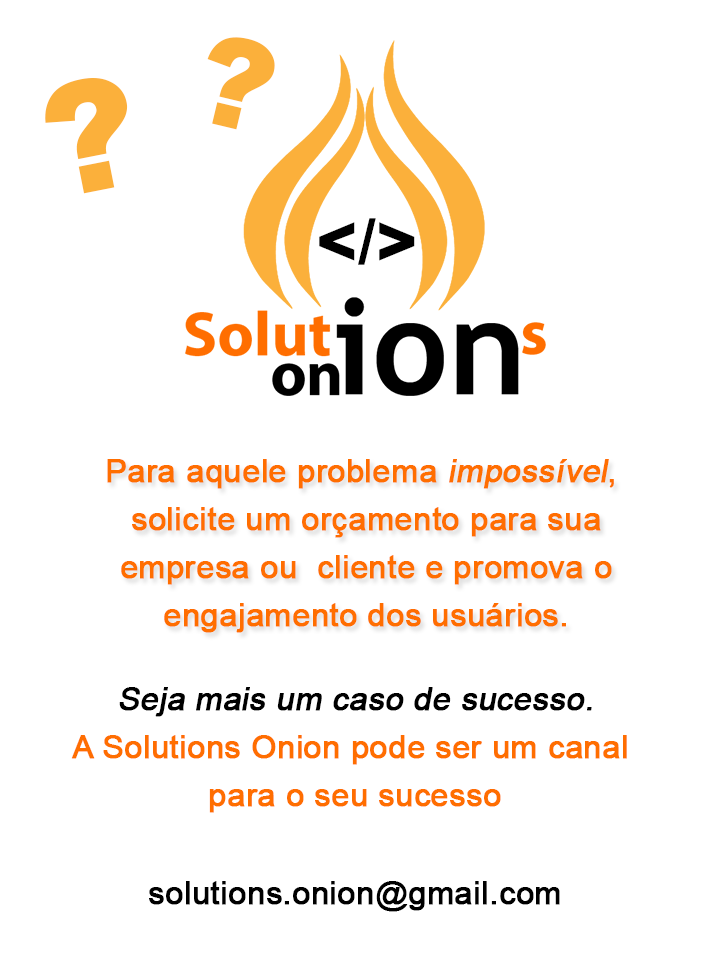 ? ?
</>
Solutions
onion
Para aquele problema impossível,
solicite um orçamento para sua
empresa ou  cliente e promova o
engajamento dos usuários.
Seja mais um caso de sucesso.
A Solutions Onion pode ser um canal
para o seu sucesso
solutions.onion@gmail.com